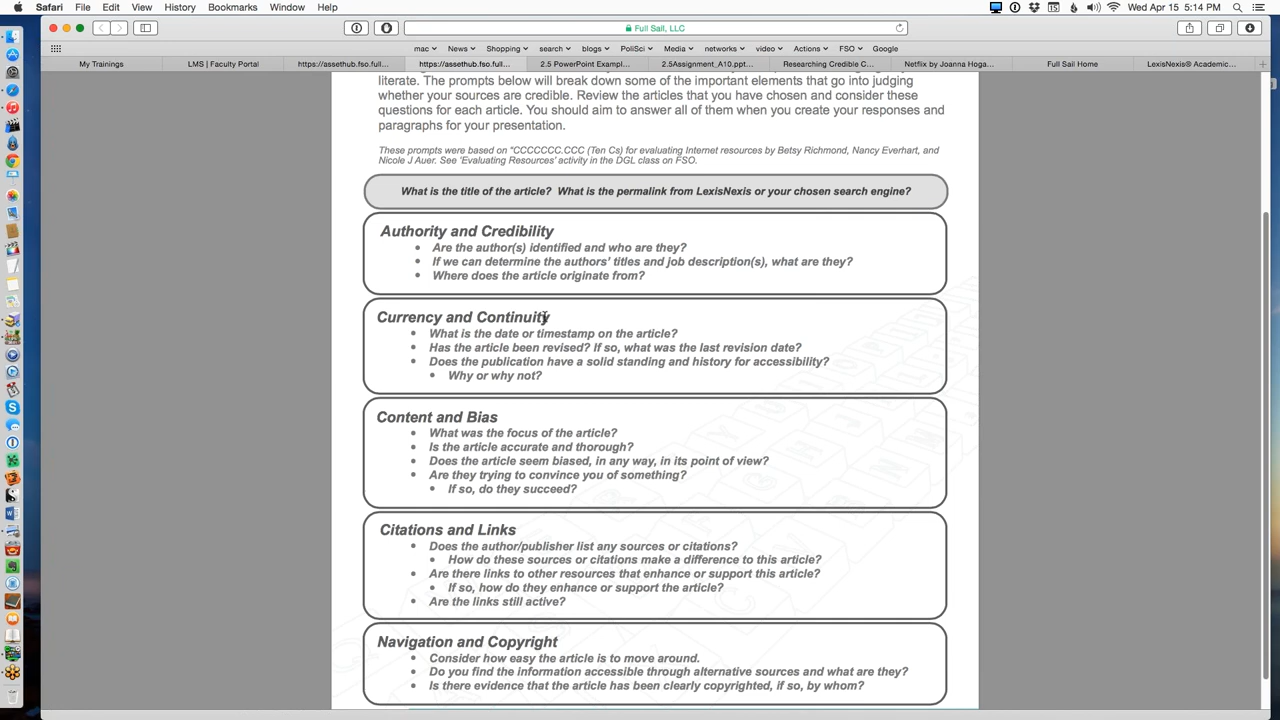 Safari File Edit View History Bookmarks Window Help
Wed Apr 15 5:14 PM
Full Sail, LLC
mac News Shopping search blogs PoliSci Media networks video Actions FSO Google
My Trainings LMS | Faculty Portal https://assethub.fso.full... https://assethub.fso.full... 2.5 PowerPoint Exampl... 2.5Assignment_A10.ppt... Researching Credible C... Netflix by Joanna Hoga... Full Sail Home LexisNexis® Academic...
literate. The prompts below will break down some of the important elements that go into judging
whether your sources are credible. Review the articles that you have chosen and consider these
questions for each article. You should aim to answer all of them when you create your responses and
paragraphs for your presentation.
These prompts were based on “CCCCCCC.CCC (Ten Cs) for evaluating Internet resources by Betsy Richmond, Nancy Everhart, and
Nicole J Auer. See ‘Evaluating Resources’ activity in the DGL class on FSO.
What is the title of the article? What is the permalink from LexisNexis or your chosen search engine?
Authority and Credibility
• Are the author(s) identified and who are they?
• If we can determine the authors’ titles and job description(s), what are they?
• Where does the article originate from?
Currency and Continuity
• What is the date or timestamp on the article?
• Has the article been revised? If so, what was the last revision date?
• Does the publication have a solid standing and history for accessibility?
• Why or why not?
Content and Bias
• What was the focus of the article?
• Is the article accurate and thorough?
• Does the article seem biased, in any way, in its point of view?
• Are they trying to convince you of something?
• If so, do they succeed?
Citations and Links
• Does the author/publisher list any sources or citations?
• How do these sources or citations make a difference to this article?
• Are there links to other resources that enhance or support this article?
• If so, how do they enhance or support the article?
• Are the links still active?
Navigation and Copyright
• Consider how easy the article is to move around.
• Do you find the information accessible through alternative sources and what are they?
• Is there evidence that the article has been clearly copyrighted, if so, by whom?